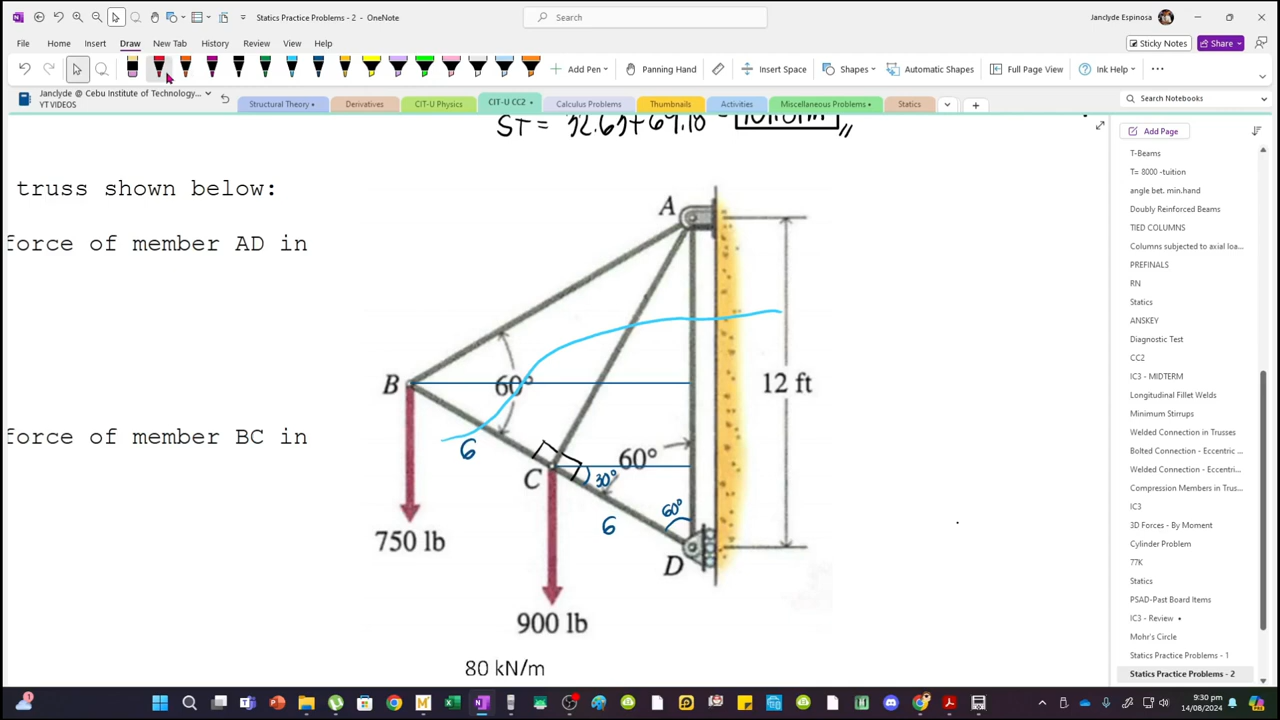 Statics Practice Problems - 2 - OneNote
Search
Janclyde Espinosa
File Home Insert Draw New Tab History Review View Help
Sticky Notes
Share
Add Pen
Panning Hand
Insert Space
Shapes
Automatic Shapes
Full Page View
Ink Help
Janclyde @ Cebu Institute of Technology...
YT VIDEOS
Structural Theory
Derivatives
CIT-U Physics
CIT-U CC2
Calculus Problems
Thumbnails
Activities
Miscellaneous Problems
Statics
Search Notebooks
Add Page
truss shown below:
force of member AD in
force of member BC in
A
B
60°
12 ft
6
60°
C
30°
60°
6
750 lb
D
900 lb
80 kN/m
T-Beams
T= 8000 -tuition
angle bet. min.hand
Doubly Reinforced Beams
TIED COLUMNS
Columns subjected to axial loa...
PREFINALS
RN
Statics
ANSKEY
Diagnostic Test
CC2
IC3 - MIDTERM
Longitudinal Fillet Welds
Minimum Stirrups
Welded Connection in Trusses
Bolted Connection - Eccentric ...
Welded Connection - Eccentri...
Compression Members in Trus...
IC3
3D Forces - By Moment
Cylinder Problem
77K
Statics
PSAD-Past Board Items
IC3 - Review
Mohr's Circle
Statics Practice Problems - 1
Statics Practice Problems - 2
1
9:30 pm
14/08/2024